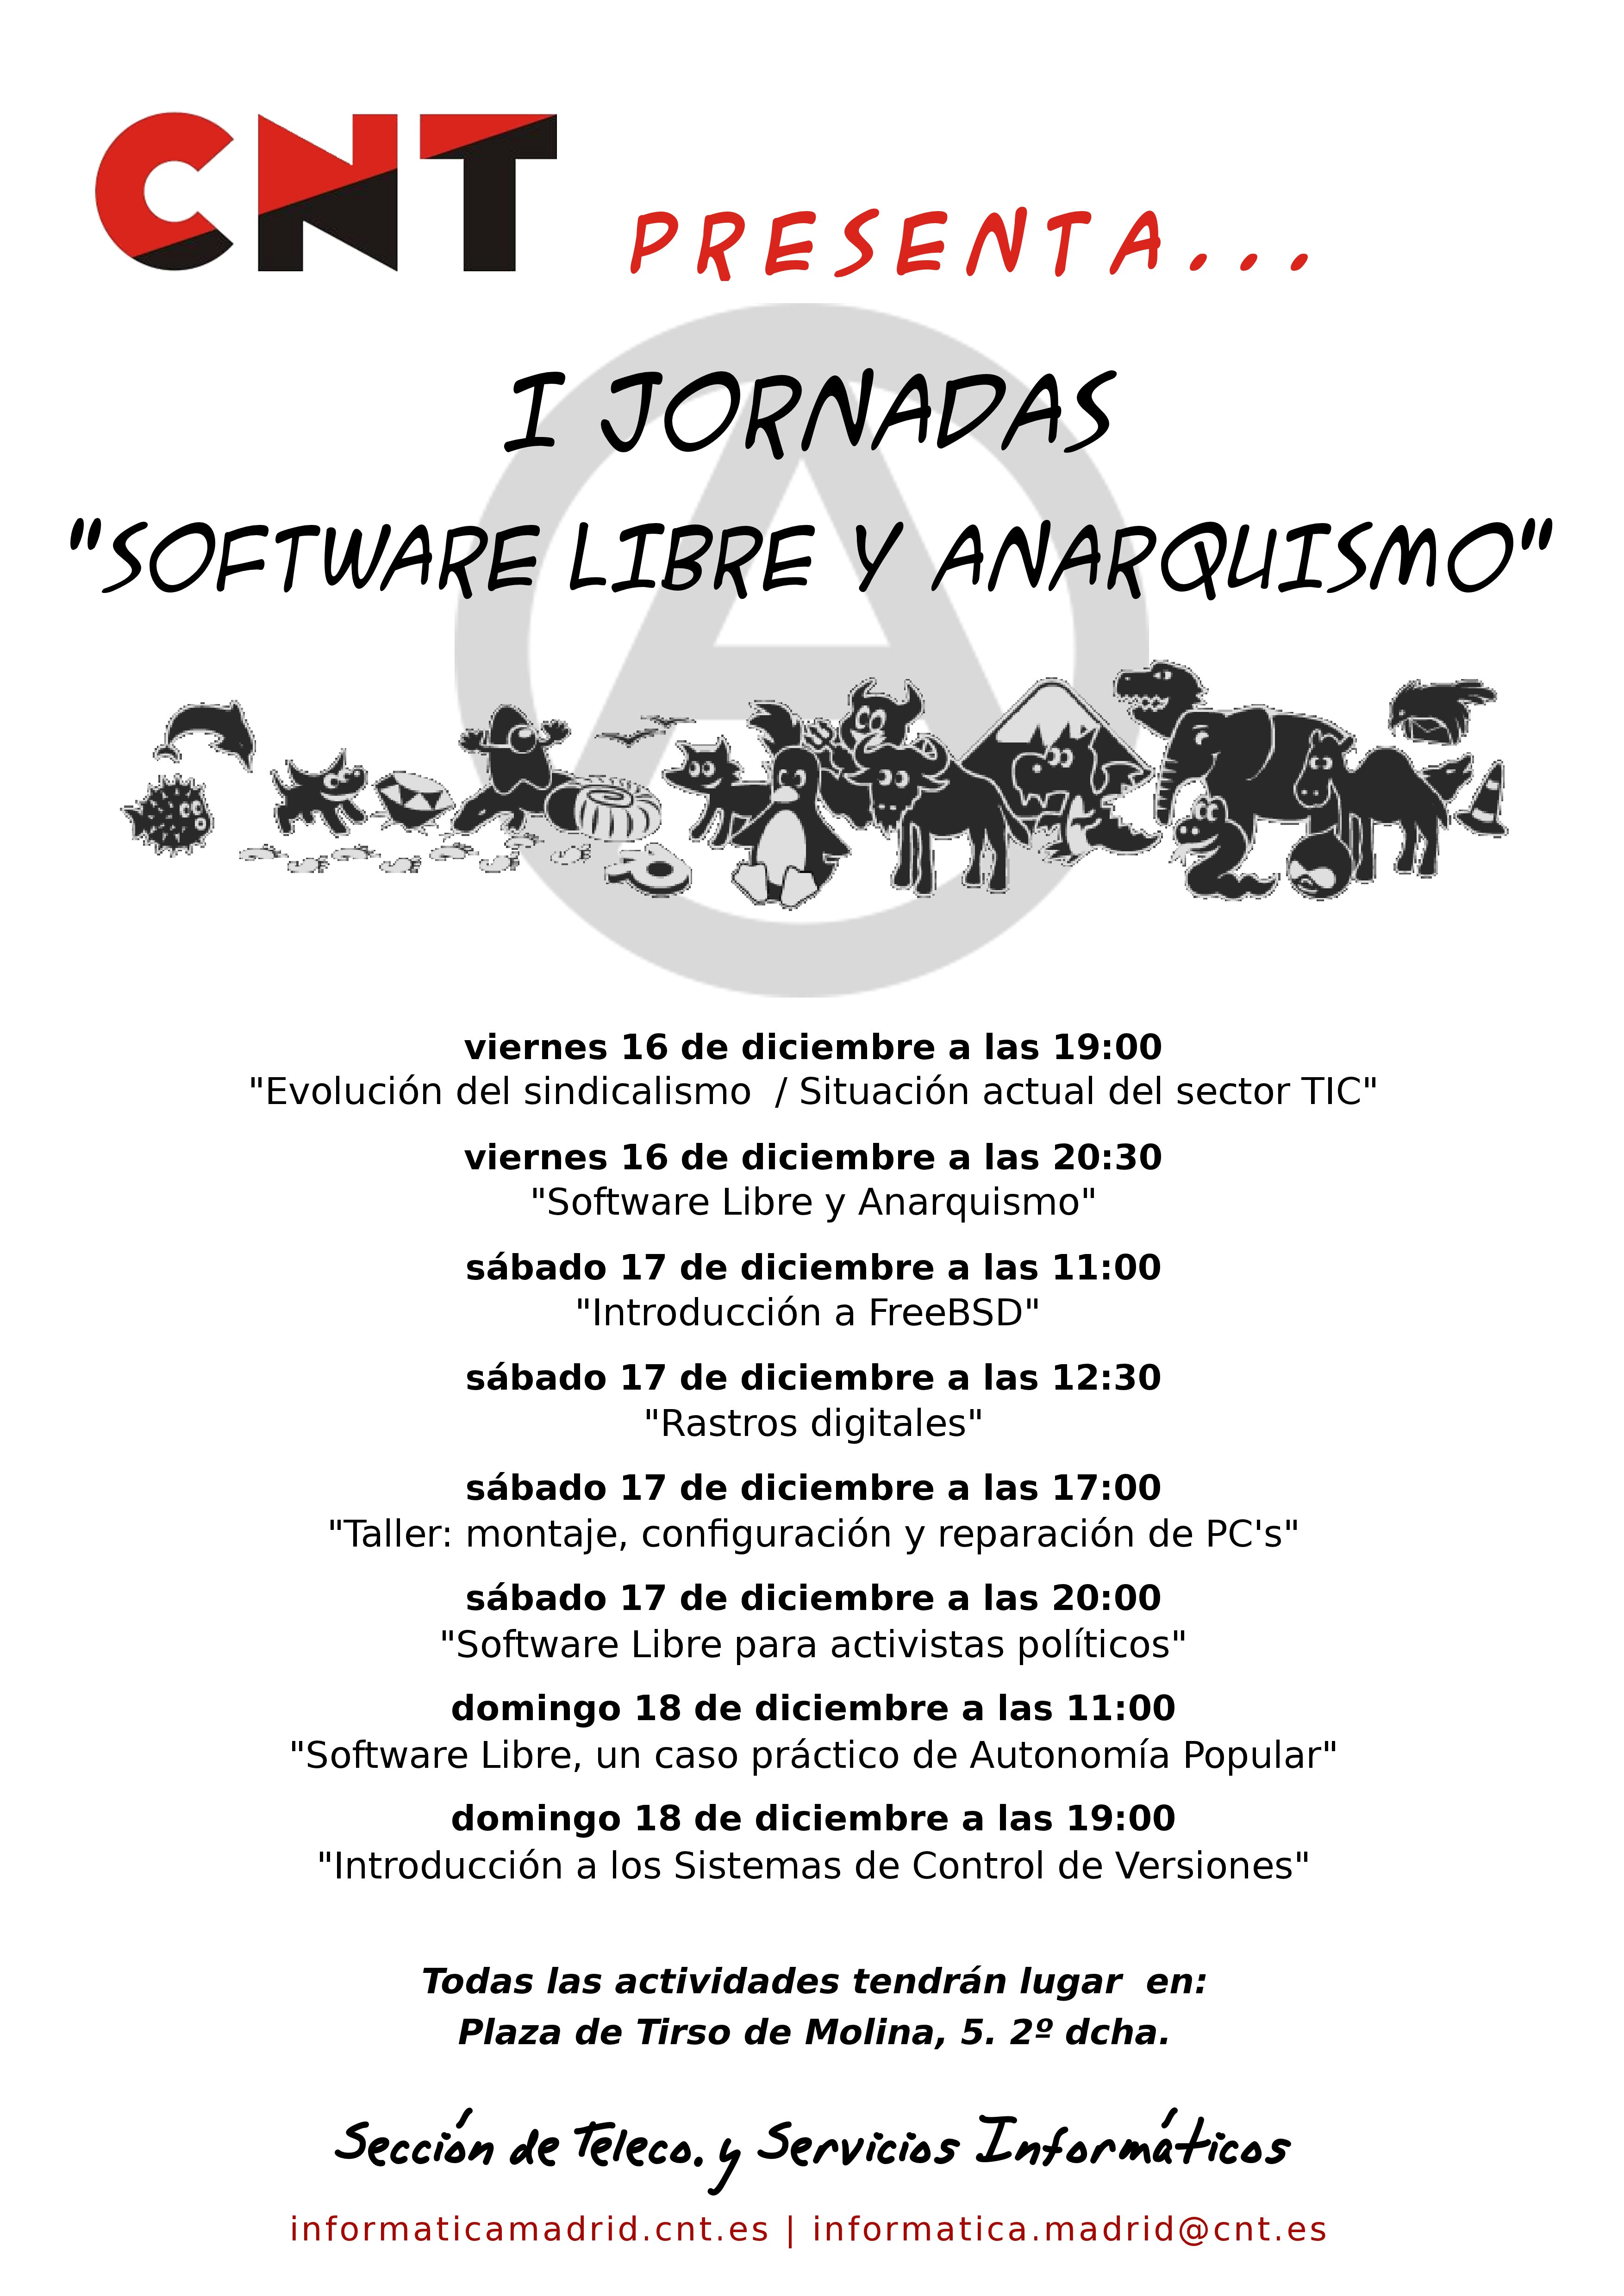 CNT PRESENTA...
I JORNADAS
"SOFTWARE LIBRE Y ANARQUISMO"
viernes 16 de diciembre a las 19:00
"Evolución del sindicalismo / Situación actual del sector TIC"
viernes 16 de diciembre a las 20:30
"Software Libre y Anarquismo"
sábado 17 de diciembre a las 11:00
"Introducción a FreeBSD"
sábado 17 de diciembre a las 12:30
"Rastros digitales"
sábado 17 de diciembre a las 17:00
"Taller: montaje, configuración y reparación de PC's"
sábado 17 de diciembre a las 20:00
"Software Libre para activistas políticos"
domingo 18 de diciembre a las 11:00
"Software Libre, un caso práctico de Autonomía Popular"
domingo 18 de diciembre a las 19:00
"Introducción a los Sistemas de Control de Versiones"
Todas las actividades tendrán lugar en:
Plaza de Tirso de Molina, 5. 2º dcha.
Sección de Teleco. y Servicios Informáticos
informaticamadrid.cnt.es | informatica.madrid@cnt.es